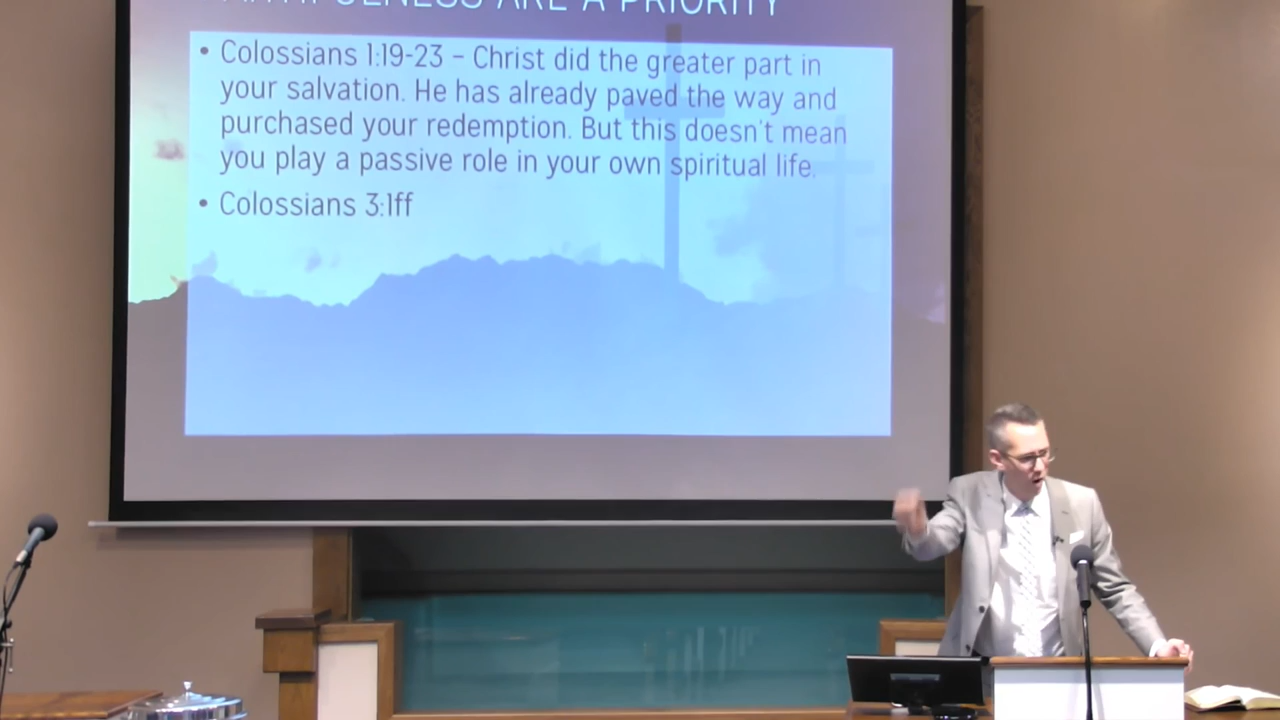 ARE A PRIORITY
• Colossians 1:19-23 – Christ did the greater part in
your salvation. He has already paved the way and
purchased your redemption. But this doesn't mean
you play a passive role in your own spiritual life.
• Colossians 3:1ff